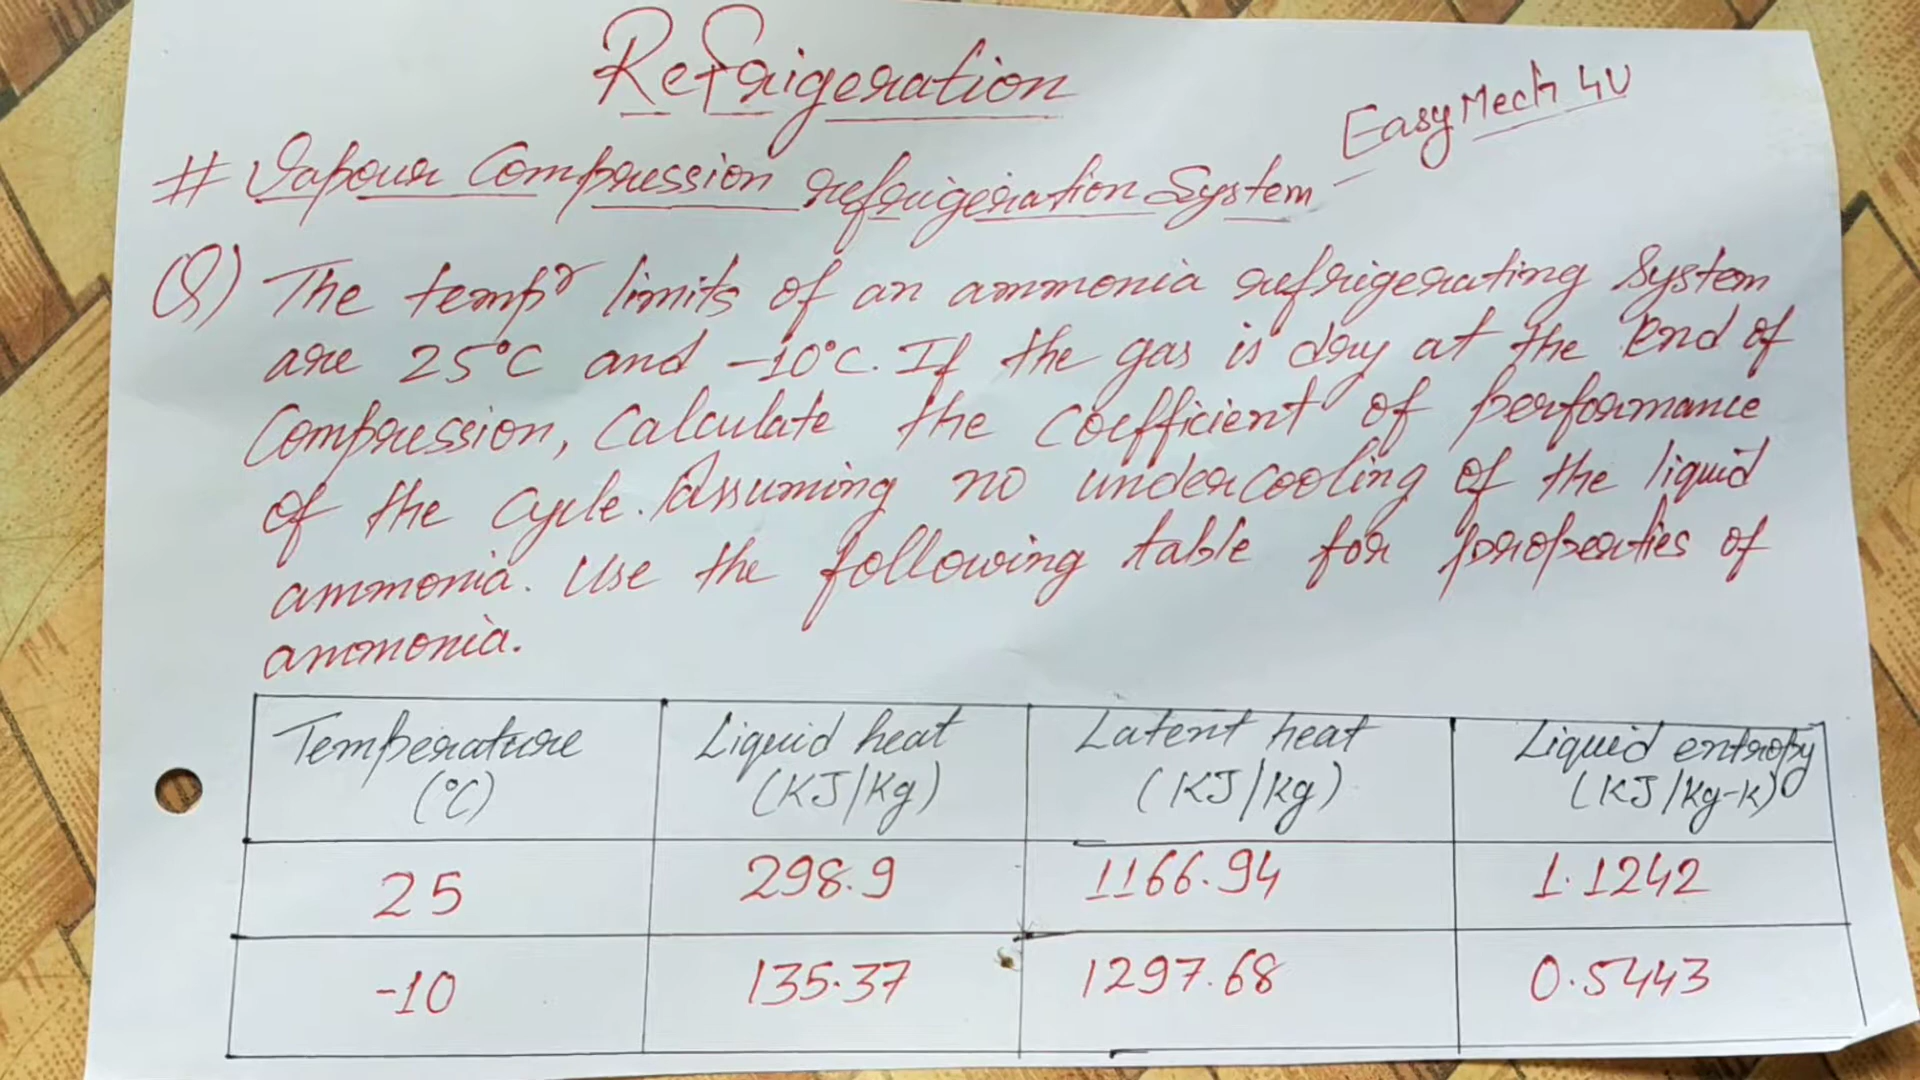 Refrigeration
EasyMech 4U
# Vapour Compression refrigeration System
Q) The tempr limits of an ammonia refrigerating System
are 25°C and -10°C. If the gas is dry at the End of
Compression, Calculate the coefficient of performance
of the cycle. Assuming no undercooling of the liquid
ammonia. Use the following table for properties of
ammonia.
Temperature (°C) Liquid heat (KJ/Kg) Latent heat (KJ/Kg) Liquid entropy (KJ/Kg-K)
25 298.9 1166.94 1.1242
-10 135.37 1297.68 0.5443